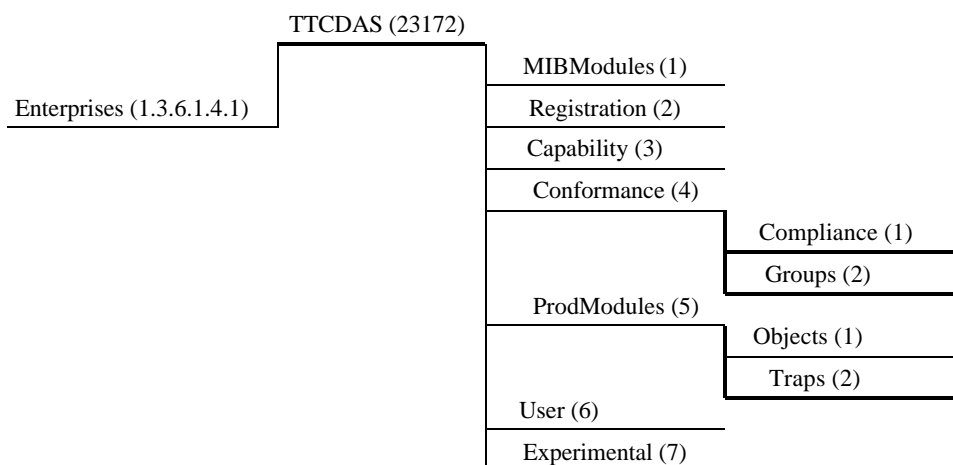 TTCDAS (23172)
MIBModules (1)
Enterprises (1.3.6.1.4.1)
Registration (2)
Capability (3)
Conformance (4)
Compliance (1)
Groups (2)
ProdModules (5)
Objects (1)
Traps (2)
User (6)
Experimental (7)